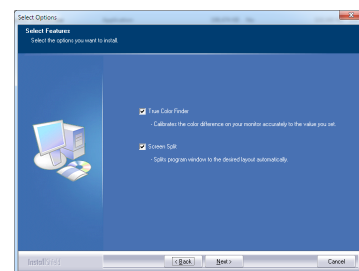 Select Options
Select Features
Select the options you want to install.
True Color Finder
- Calibrates the color difference on your monitor accurately to the value you set.
Screen Split
- Splits program window to the desired layout automatically.
InstallShield
< Back
Next >
Cancel